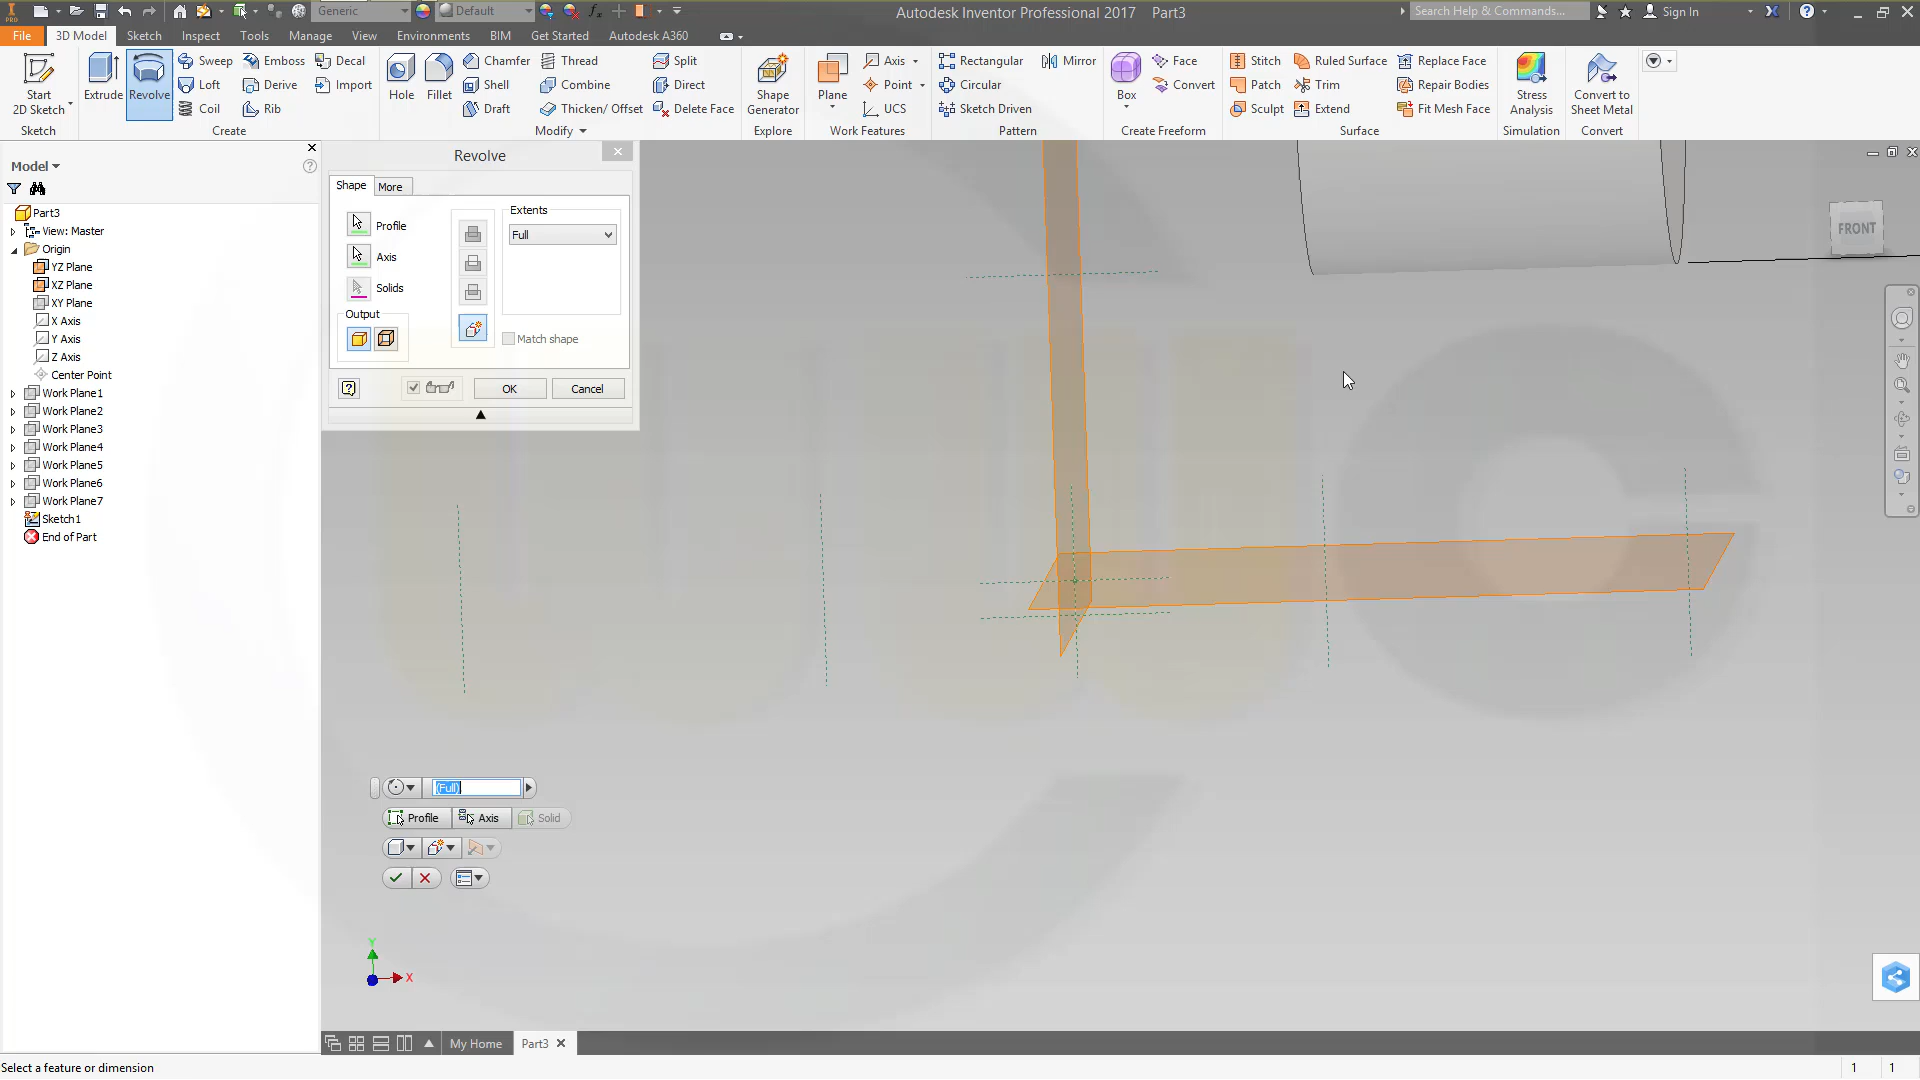 Generic
Default
Autodesk Inventor Professional 2017 Part3
Search Help & Commands...
Sign In
File 3D Model Sketch Inspect Tools Manage View Environments BIM Get Started Autodesk A360
Start
2D Sketch
Sketch
Extrude
Revolve
Sweep
Loft
Coil
Emboss
Derive
Rib
Decal
Import
Create
Hole
Fillet
Chamfer
Shell
Draft
Thread
Combine
Thicken/ Offset
Split
Direct
Delete Face
Modify
Shape
Generator
Explore
Plane
Axis
Point
UCS
Work Features
Rectangular
Circular
Sketch Driven
Mirror
Pattern
Box
Face
Convert
Create Freeform
Stitch
Patch
Sculpt
Ruled Surface
Trim
Extend
Replace Face
Repair Bodies
Fit Mesh Face
Surface
Stress
Analysis
Simulation
Convert to
Sheet Metal
Convert
Model
Part3
View: Master
Origin
YZ Plane
XZ Plane
XY Plane
X Axis
Y Axis
Z Axis
Center Point
Work Plane1
Work Plane2
Work Plane3
Work Plane4
Work Plane5
Work Plane6
Work Plane7
Sketch1
End of Part
Revolve
Shape More
Profile
Axis
Solids
Output
Extents
Full
Match shape
OK Cancel
FRONT
(Full)
Profile Axis Solid
Y
X
My Home Part3
Select a feature or dimension
1 1